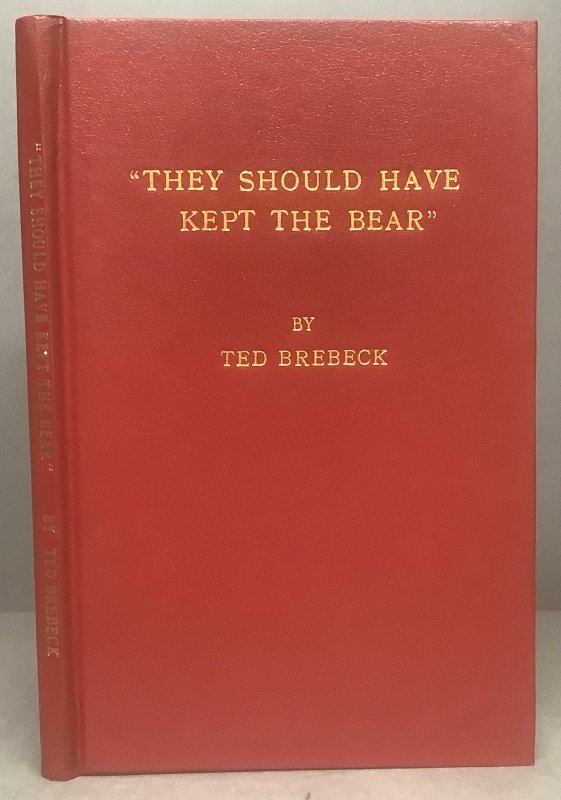 “THEY SHOULD HAVE
KEPT THE BEAR”
BY
TED BREBECK
“THEY SHOULD HAVE KEPT THE BEAR” BY TED BREBECK